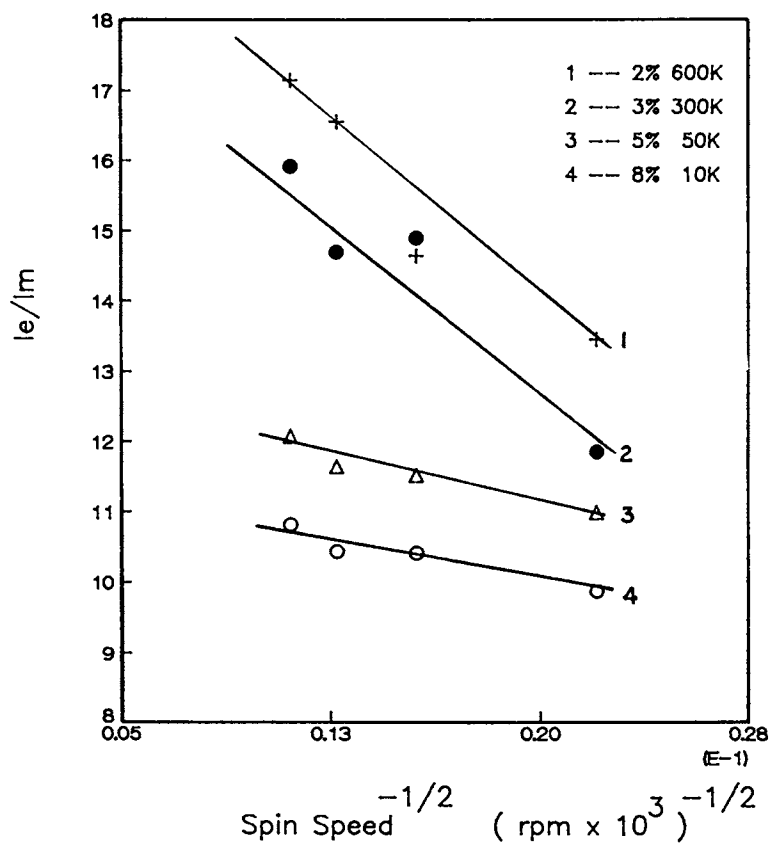 18
17
16
15
14
13
12
11
10
9
8
Ie/Im
1 –– 2% 600K
2 –– 3% 300K
3 –– 5% 50K
4 –– 8% 10K
1
2
3
4
0.05 0.13 0.20 0.28
(E-1)
Spin Speed -1/2 ( rpm x 10 3 ) -1/2